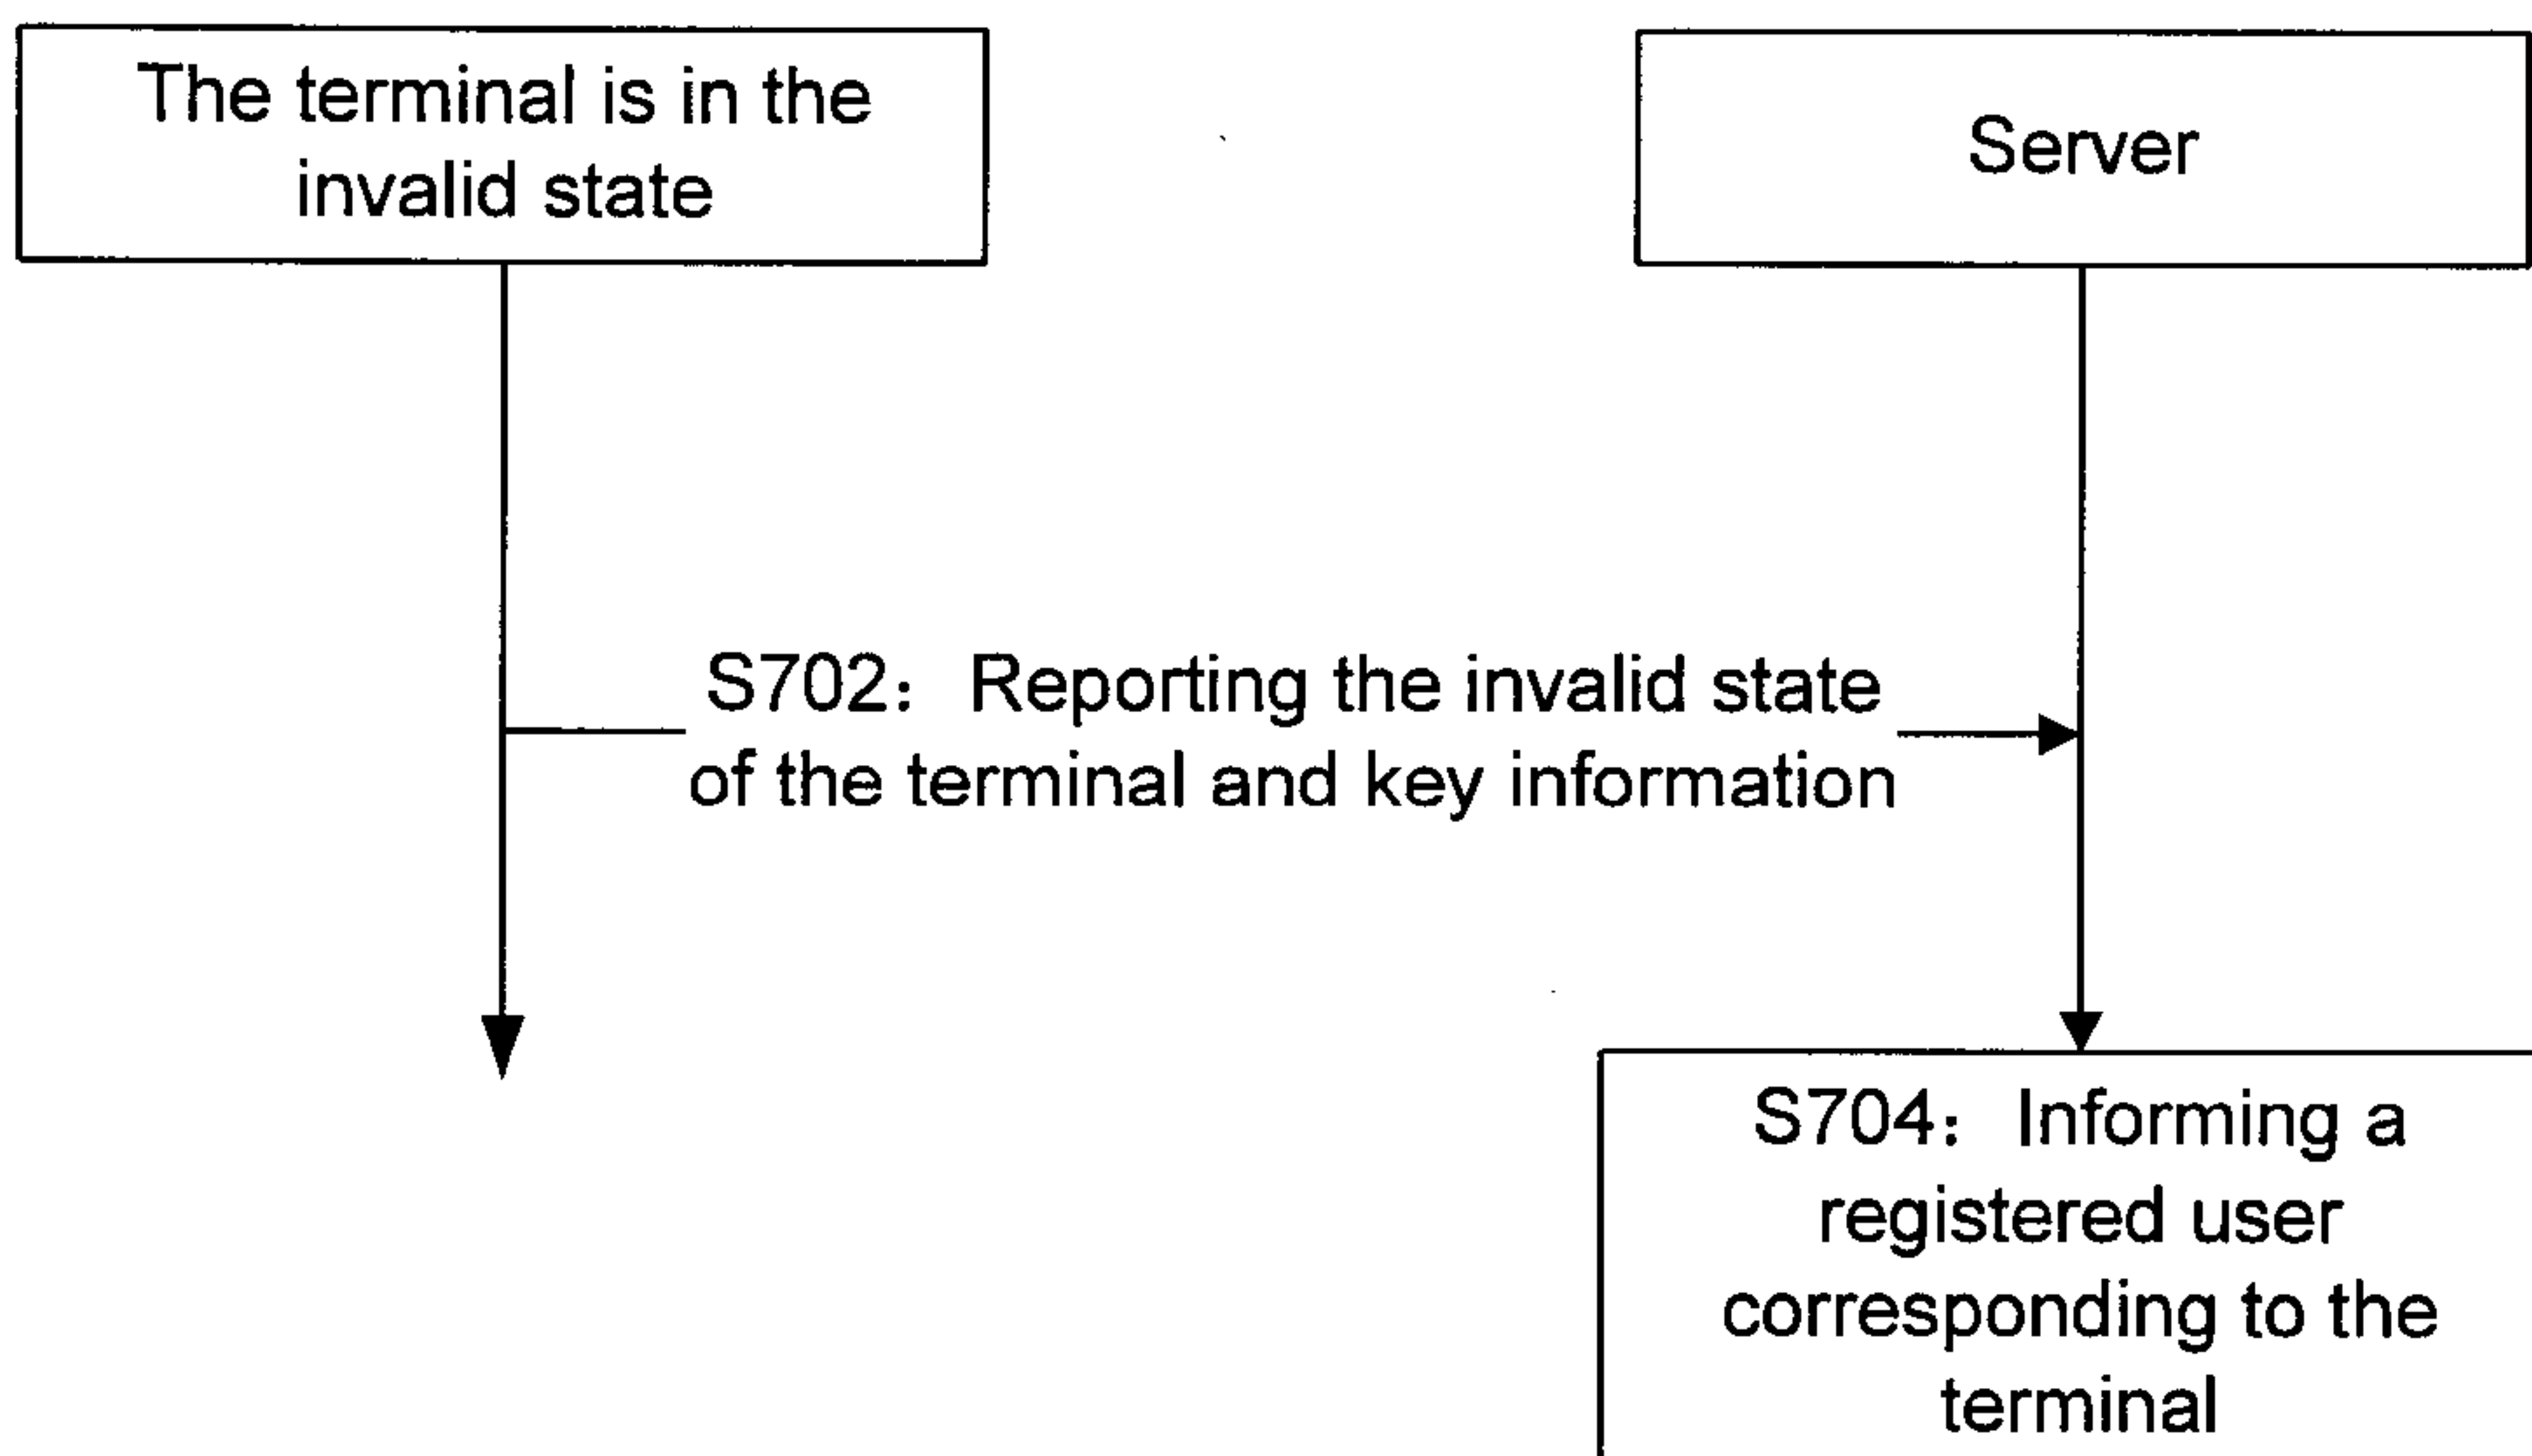 The terminal is in the
invalid state
Server
S702： Reporting the invalid state
of the terminal and key information
S704： Informing a
registered user
corresponding to the
terminal